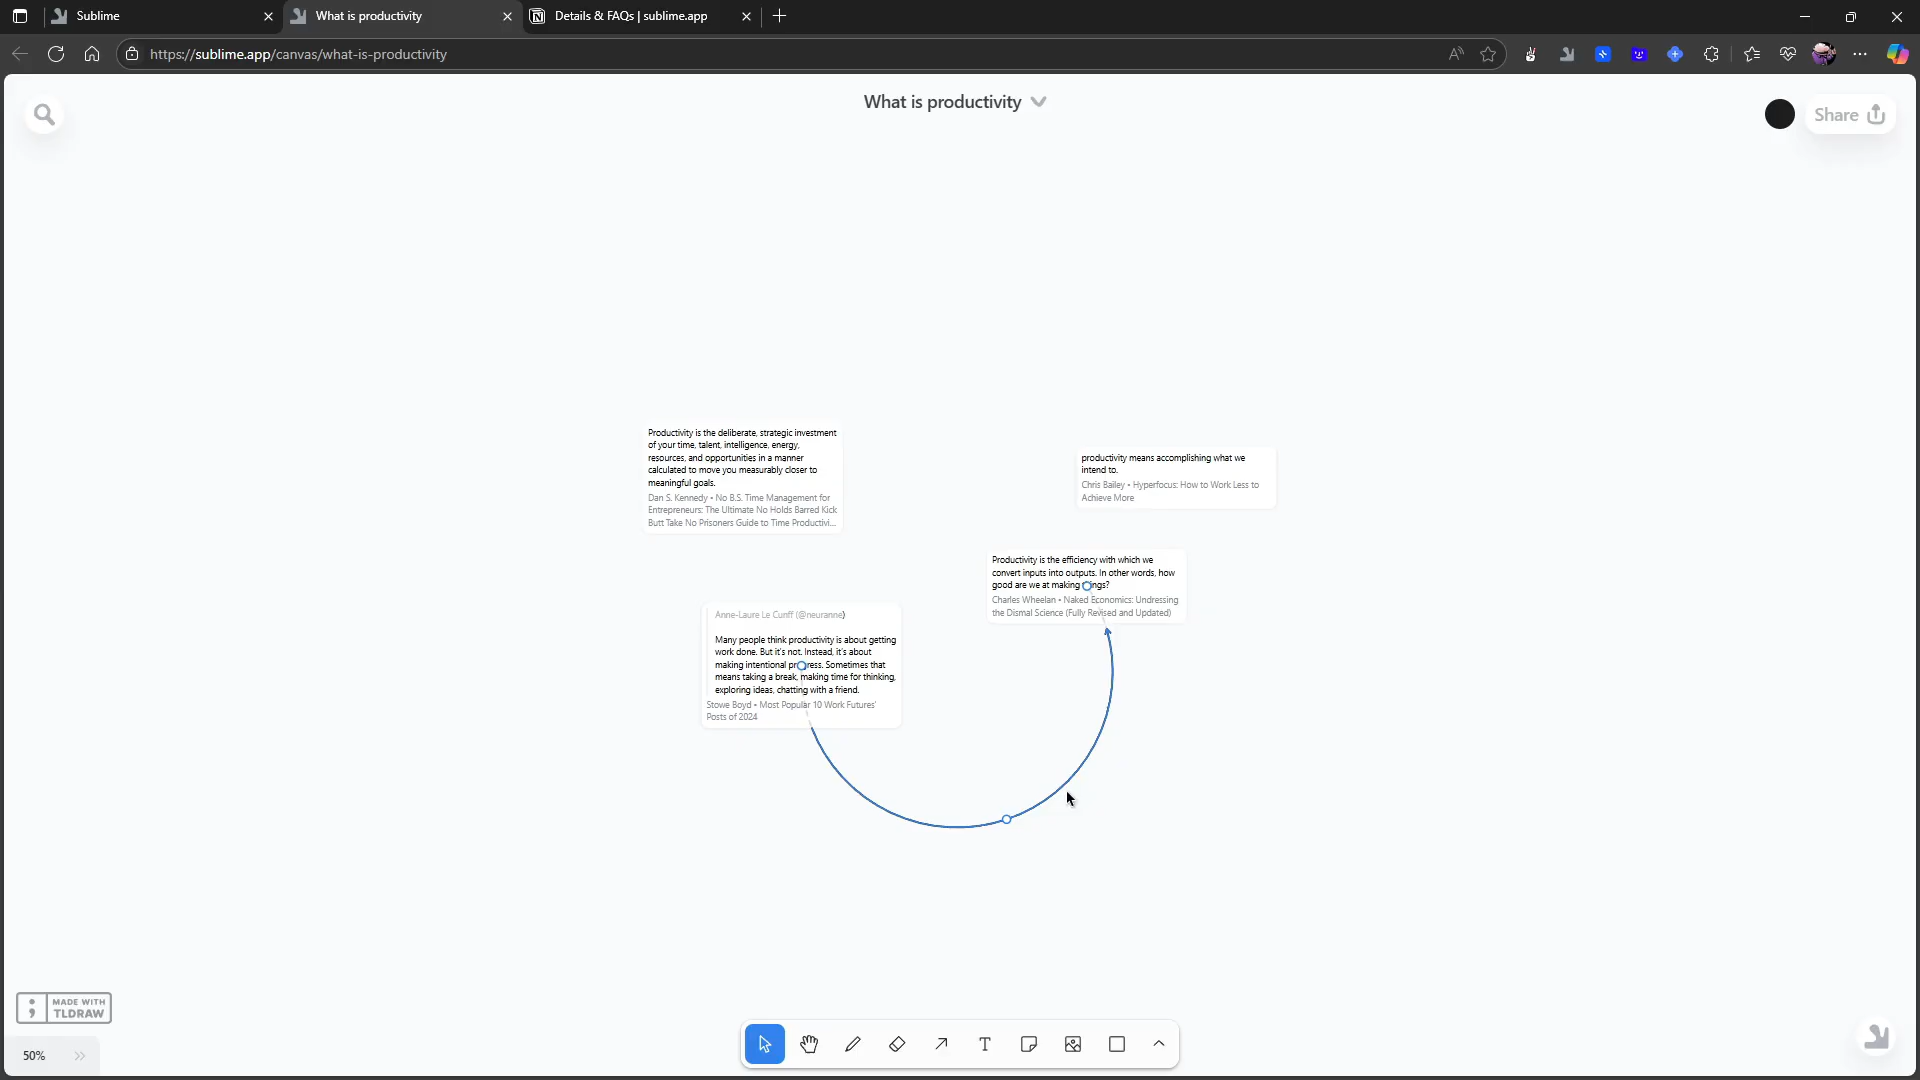 Sublime
What is productivity
Details & FAQs | sublime.app
https://sublime.app/canvas/what-is-productivity
What is productivity
Share
Productivity is the deliberate, strategic investment
of your time, talent, intelligence, energy,
resources, and opportunities in a manner
calculated to move you measurably closer to
meaningful goals.
Dan S. Kennedy • No B.S. Time Management for
Entrepreneurs: The Ultimate No Holds Barred Kick
Butt Take No Prisoners Guide to Time Productivi...
productivity means accomplishing what we
intend to.
Chris Bailey • Hyperfocus: How to Work Less to
Achieve More
Productivity is the efficiency with which we
convert inputs into outputs. In other words, how
good are we at making things?
Charles Wheelan • Naked Economics: Undressing
the Dismal Science (Fully Revised and Updated)
Anne-Laure Le Cunff (@neuranne)
Many people think productivity is about getting
work done. But it's not. Instead, it's about
making intentional progress. Sometimes that
means taking a break, making time for thinking,
exploring ideas, chatting with a friend.
Stowe Boyd • Most Popular 10 Work Futures'
Posts of 2024
MADE WITH
TLDRAW
50%